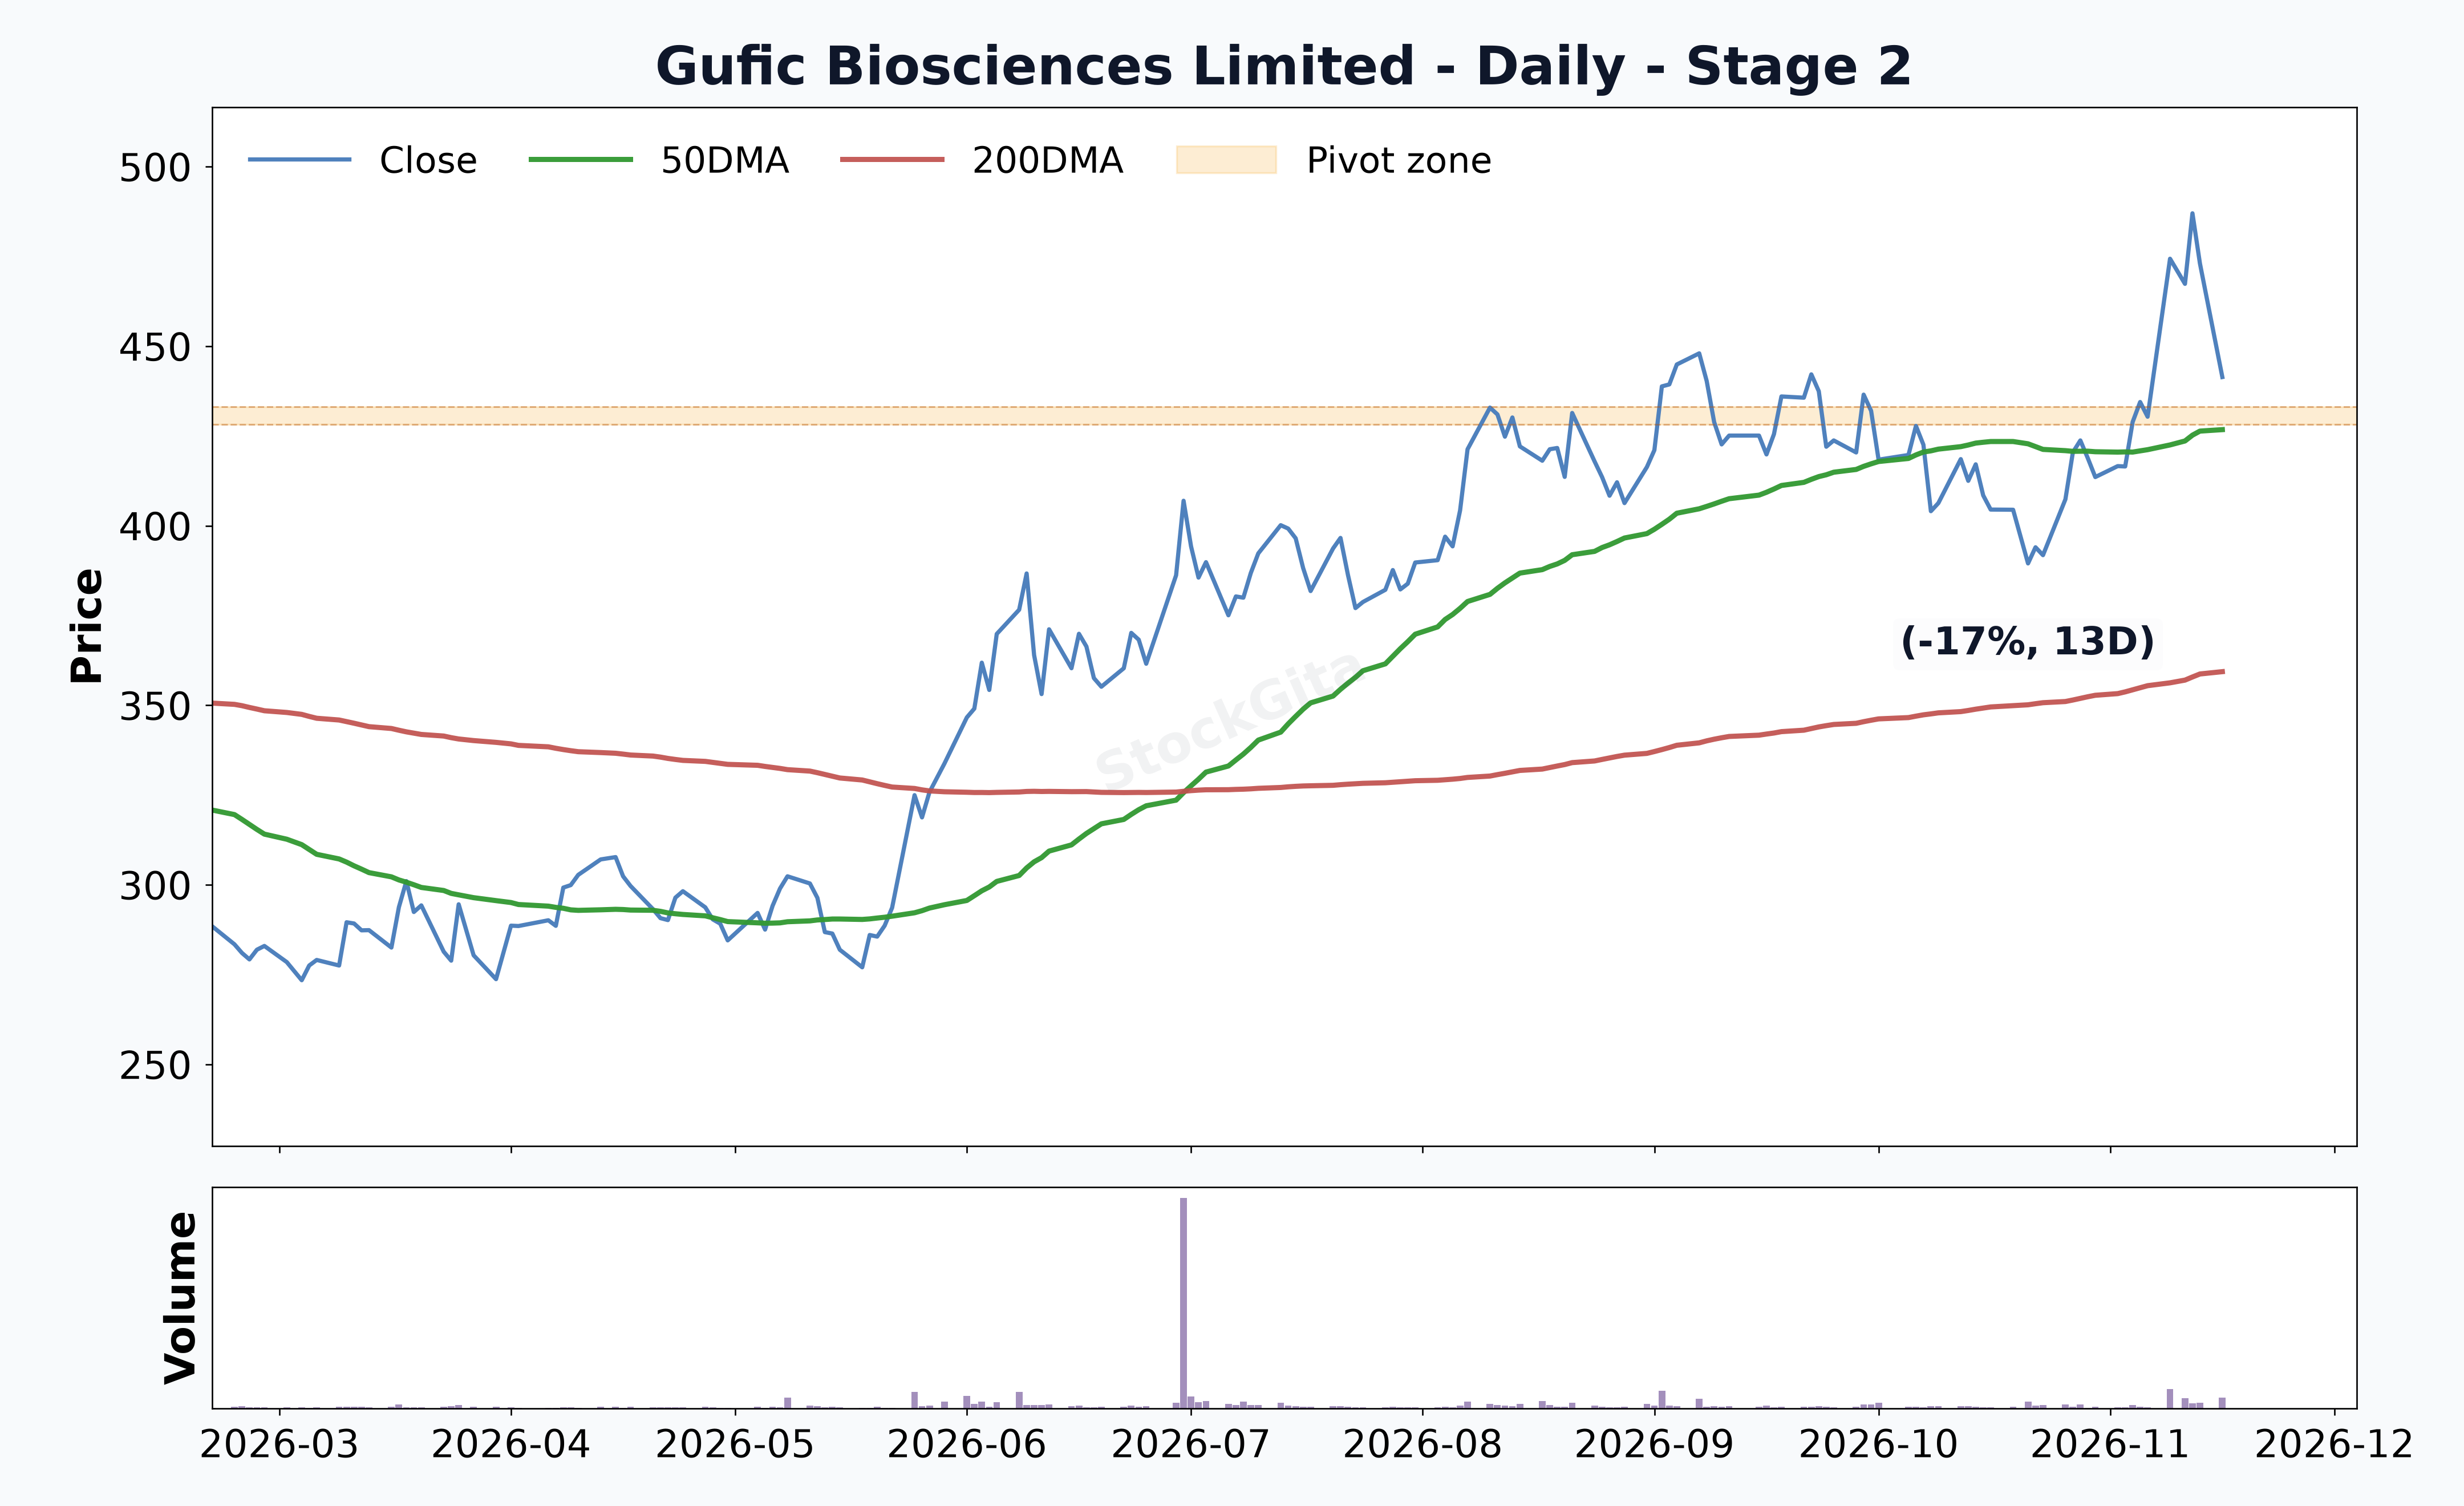 Gufic Biosciences Limited - Daily - Stage 2
Close 50DMA 200DMA Pivot zone
500
450
400
350
300
250
Price
(-17%, 13D)
StockGita
Volume
2026-03 2026-04 2026-05 2026-06 2026-07 2026-08 2026-09 2026-10 2026-11 2026-12